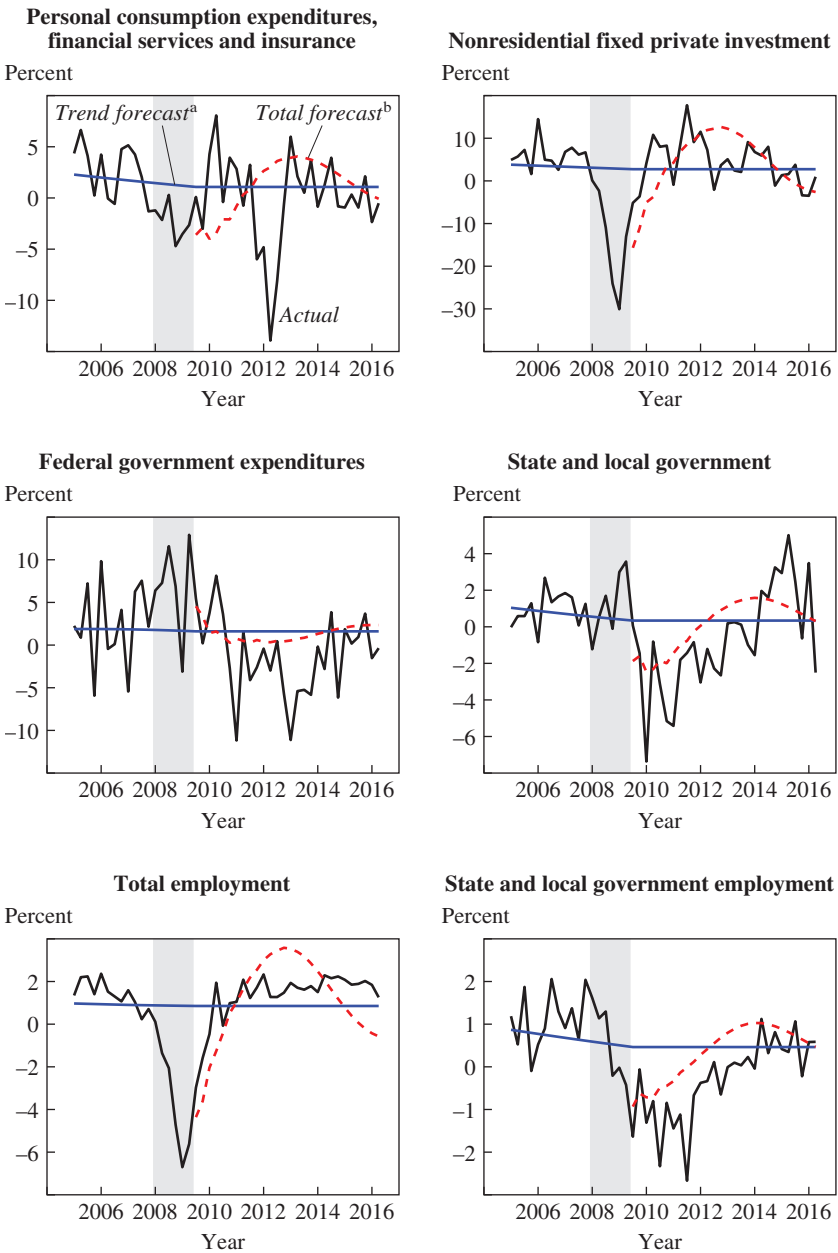 Personal consumption expenditures,
financial services and insurance
Percent
Trend forecastᵃ
Total forecastᵇ
5
0
−5
−10
Actual
2006 2008 2010 2012 2014 2016
Year
Nonresidential fixed private investment
Percent
10
0
−10
−20
−30
2006 2008 2010 2012 2014 2016
Year
Federal government expenditures
Percent
10
5
0
−5
−10
2006 2008 2010 2012 2014 2016
Year
State and local government
Percent
4
2
0
−2
−4
−6
2006 2008 2010 2012 2014 2016
Year
Total employment
Percent
2
0
−2
−4
−6
2006 2008 2010 2012 2014 2016
Year
State and local government employment
Percent
2
1
0
−1
−2
2006 2008 2010 2012 2014 2016
Year